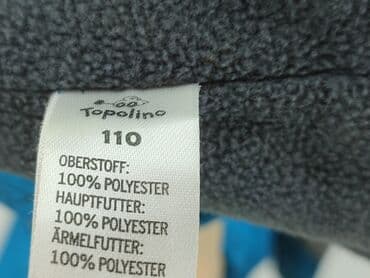 Topolino
110
OBERSTOFF:
100% POLYESTER
HAUPTFUTTER:
100% POLYESTER
ÄRMELFUTTER:
100% POLYESTER